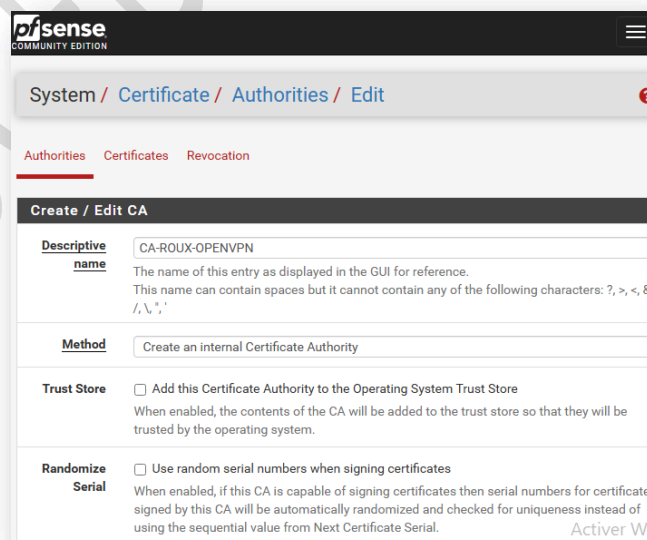 pfsense
COMMUNITY EDITION
System / Certificate / Authorities / Edit
Authorities Certificates Revocation
Create / Edit CA
Descriptive name
CA-ROUX-OPENVPN
The name of this entry as displayed in the GUI for reference.
This name can contain spaces but it cannot contain any of the following characters: ?, >, <, &
/, \, ", '
Method
Create an internal Certificate Authority
Trust Store
Add this Certificate Authority to the Operating System Trust Store
When enabled, the contents of the CA will be added to the trust store so that they will be
trusted by the operating system.
Randomize Serial
Use random serial numbers when signing certificates
When enabled, if this CA is capable of signing certificates then serial numbers for certificate
signed by this CA will be automatically randomized and checked for uniqueness instead of
using the sequential value from Next Certificate Serial.
Activer W